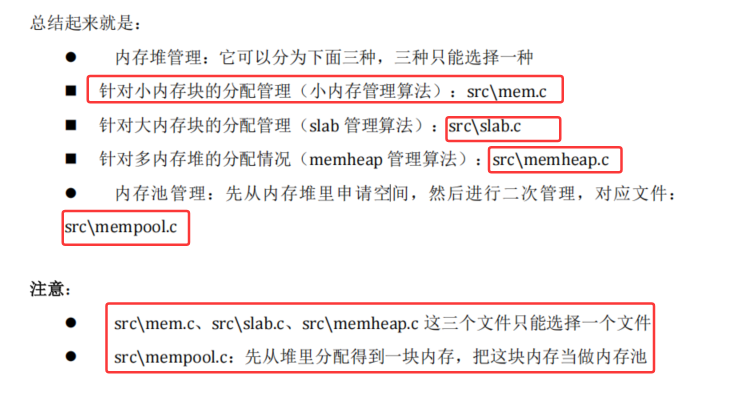 总结起来就是：
● 内存堆管理：它可以分为下面三种，三种只能选择一种
■ 针对小内存块的分配管理（小内存管理算法）：src\mem.c
■ 针对大内存块的分配管理（slab 管理算法）：src\slab.c
■ 针对多内存堆的分配情况（memheap 管理算法）：src\memheap.c
● 内存池管理：先从内存堆里申请空间，然后进行二次管理，对应文件：
src\mempool.c
注意：
● src\mem.c、src\slab.c、src\memheap.c 这三个文件只能选择一个文件
● src\mempool.c：先从堆里分配得到一块内存，把这块内存当做内存池